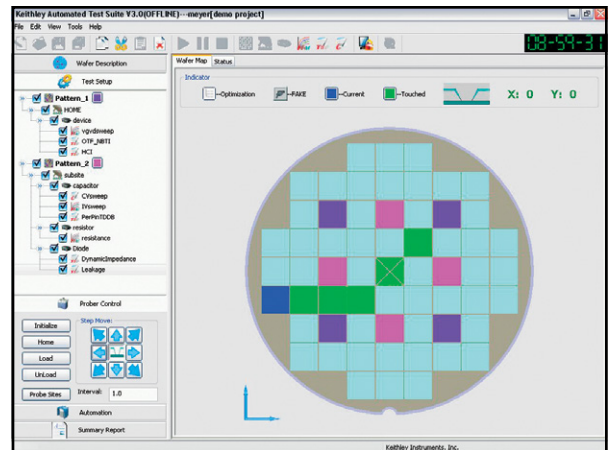 Keithley Automated Test Suite V3.0(OFFLINE)---meyer[demo project]
File Edit View Tools Help
08-59-31
Wafer Description
Test Setup
Pattern_1
HOME
device
vgvdsweep
OTF_NBTI
HCI
Pattern_2
subsite
capacitor
CVsweep
IVsweep
PerPinTDDB
resistor
resistance
Diode
DynamicImpedance
Leakage
Prober Control
Initialize
Home
Load
UnLoad
Probe Sites
Step Move:
Interval: 1.0
Automation
Summary Report
Wafer Map Status
Indicator
-Optimization -FAKE -Current -Touched X: 0 Y: 0
Keithley Instruments, Inc.